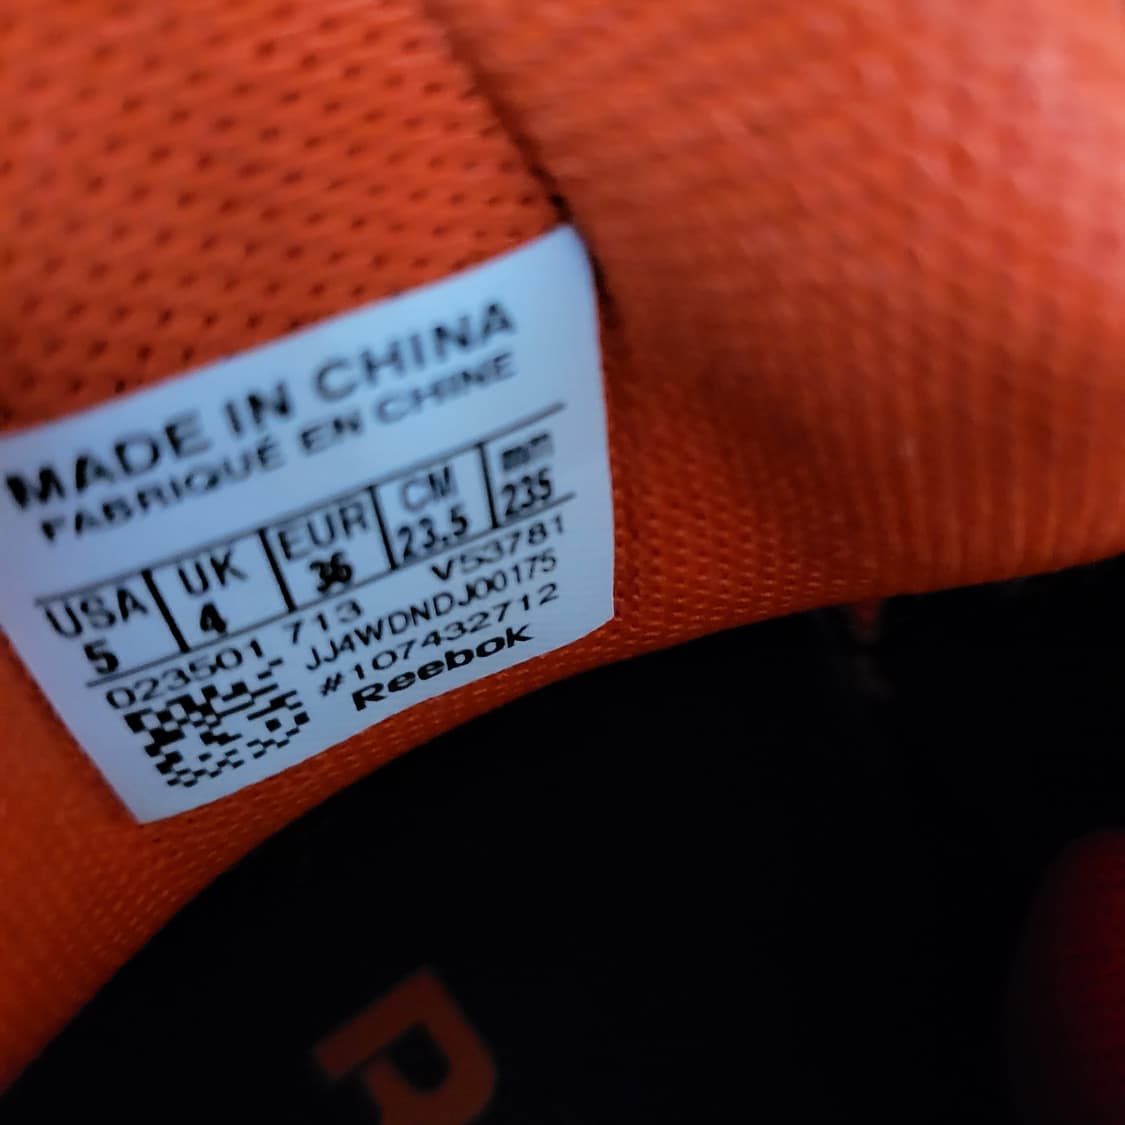 MADE IN CHINA
FABRIQUÉ EN CHINE
USA UK EUR CM mm
5 4 36 23.5 235
023501 713 V53781
JJ4WDNDJ00175
#107432712
Reebok
R